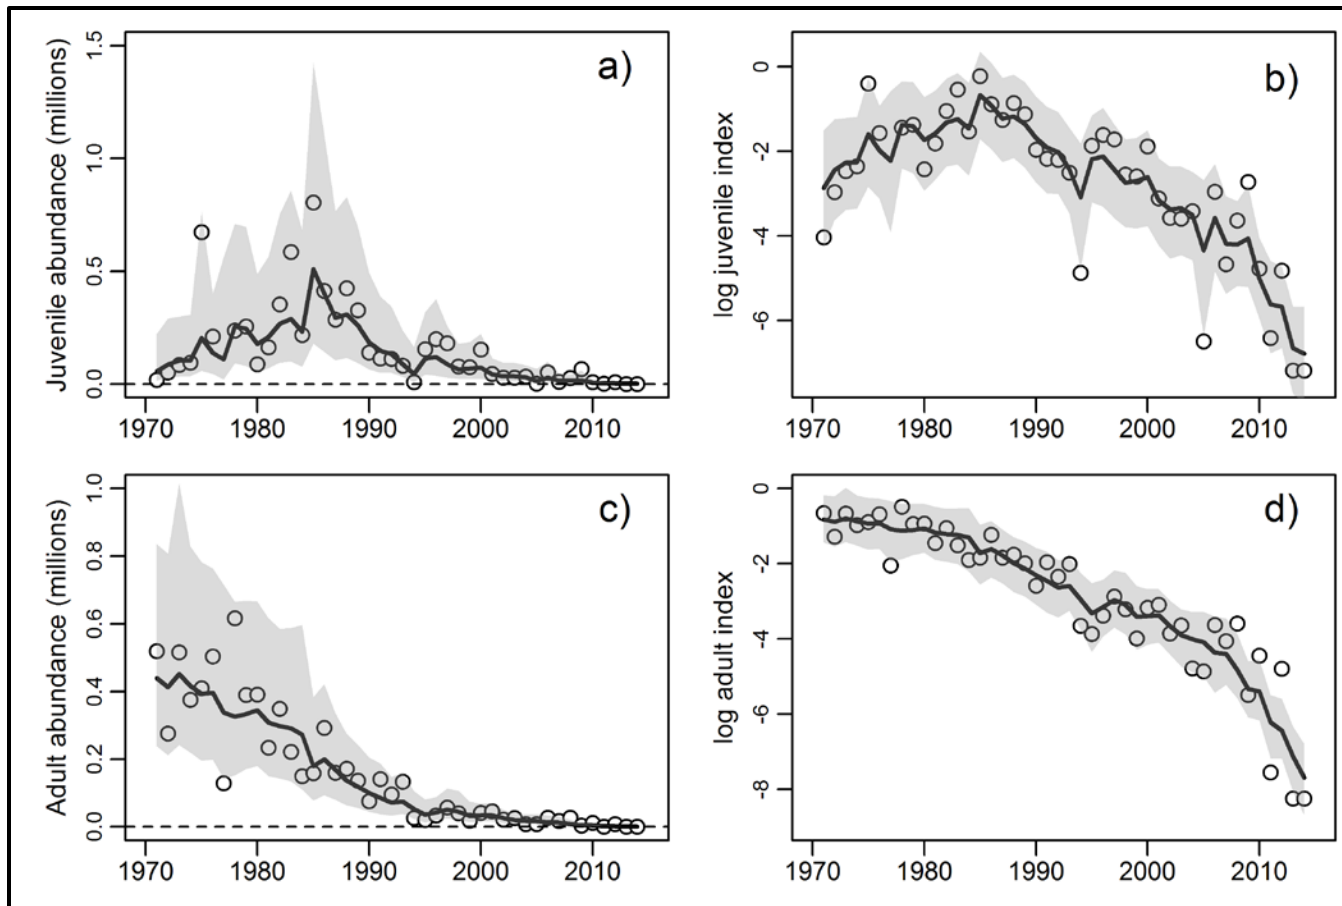 a)
Juvenile abundance (millions)
1.5
1.0
0.5
0.0
1970 1980 1990 2000 2010
b)
log juvenile index
0
-2
-4
-6
1970 1980 1990 2000 2010
c)
Adult abundance (millions)
1.0
0.8
0.6
0.4
0.2
0.0
1970 1980 1990 2000 2010
d)
log adult index
0
-2
-4
-6
-8
1970 1980 1990 2000 2010